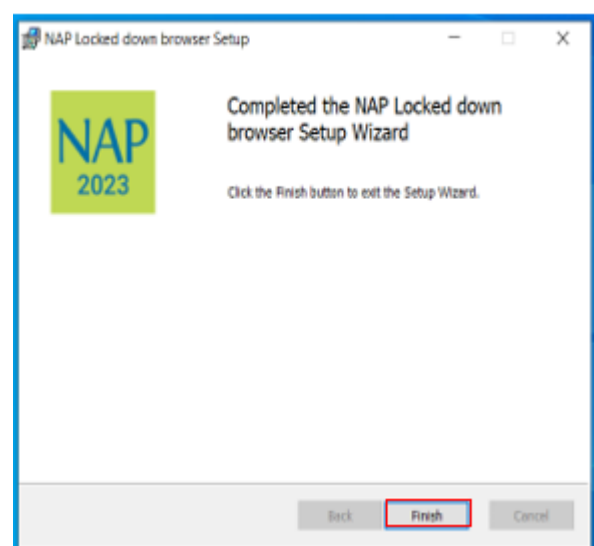 NAP Locked down browser Setup
NAP
2023
Completed the NAP Locked down
browser Setup Wizard
Click the Finish button to exit the Setup Wizard.
Back
Finish
Cancel